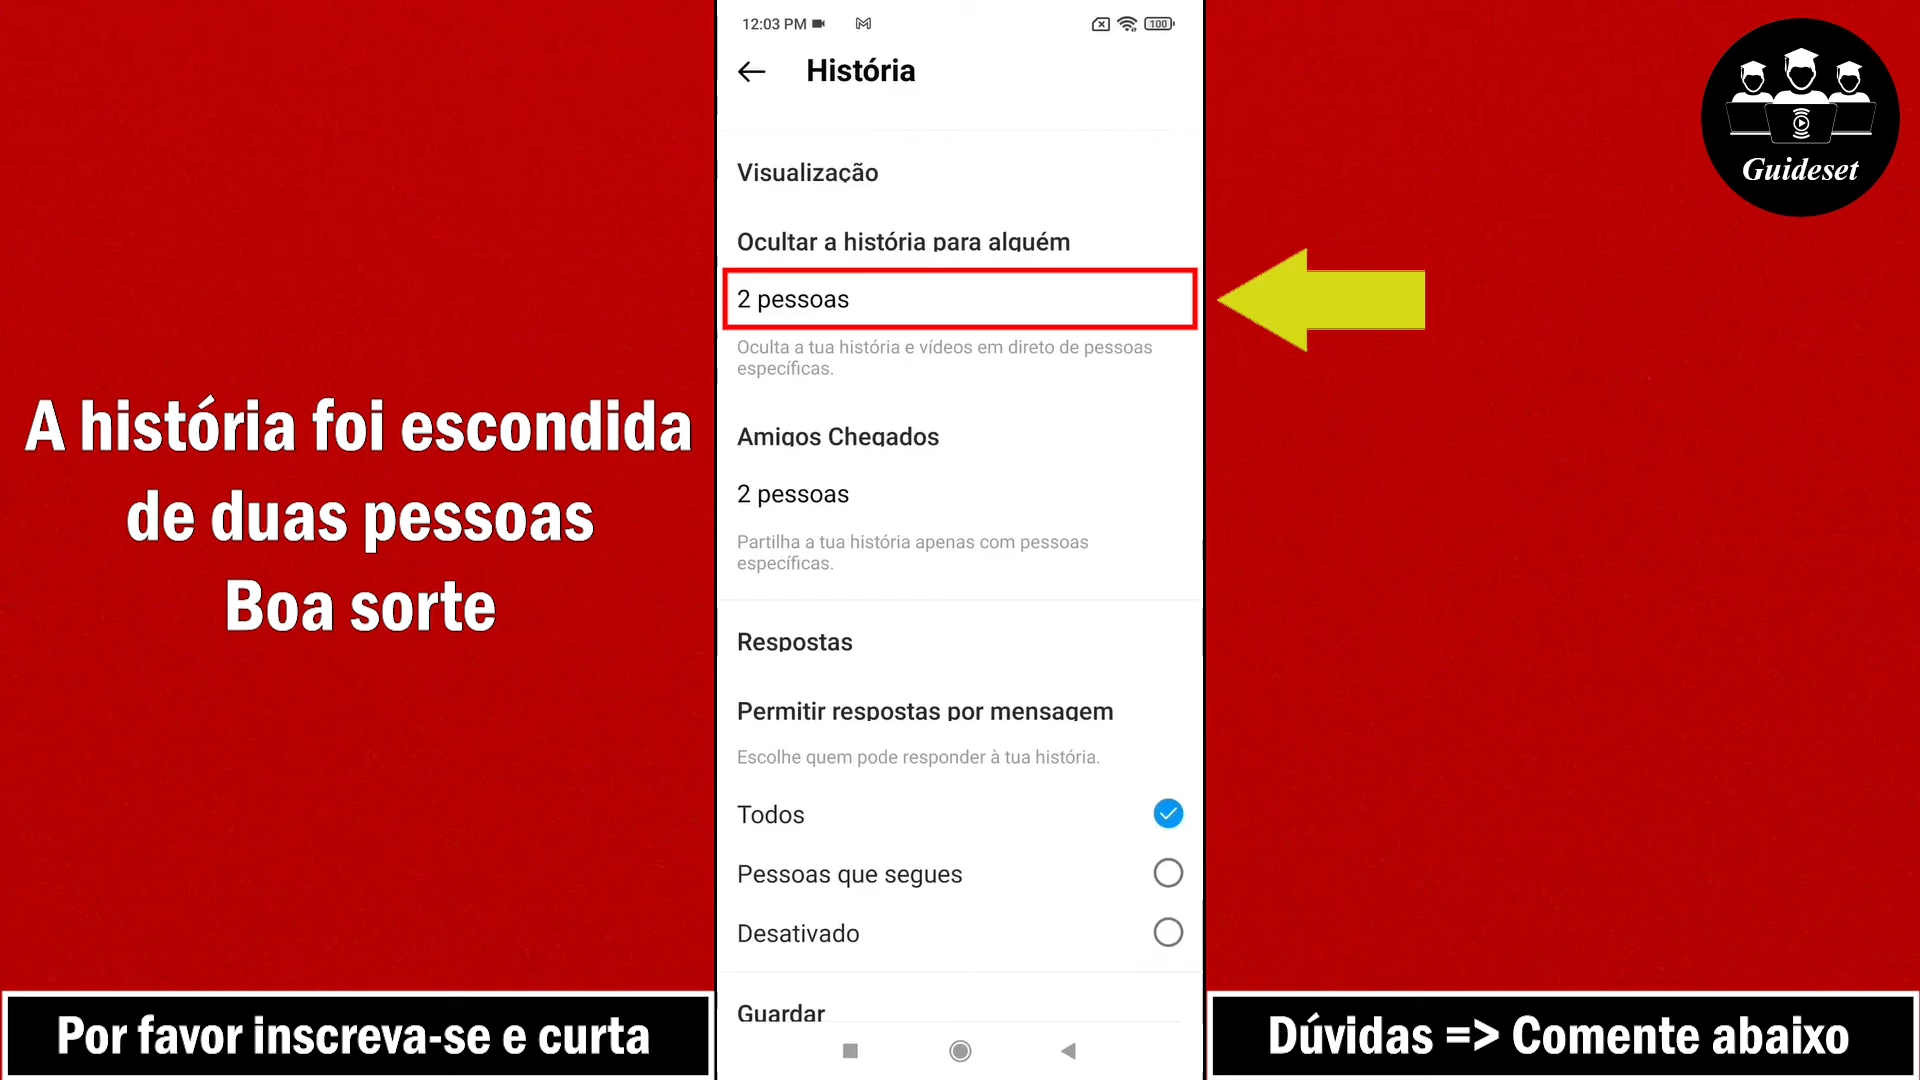 12:03 PM
100
História
Guideset
Visualização
Ocultar a história para alguém
2 pessoas
Oculta a tua história e vídeos em direto de pessoas
específicas.
A história foi escondida
de duas pessoas
Boa sorte
Amigos Chegados
2 pessoas
Partilha a tua história apenas com pessoas
específicas.
Respostas
Permitir respostas por mensagem
Escolhe quem pode responder à tua história.
Todos
Pessoas que segues
Desativado
Guardar
Por favor inscreva-se e curta
Dúvidas => Comente abaixo